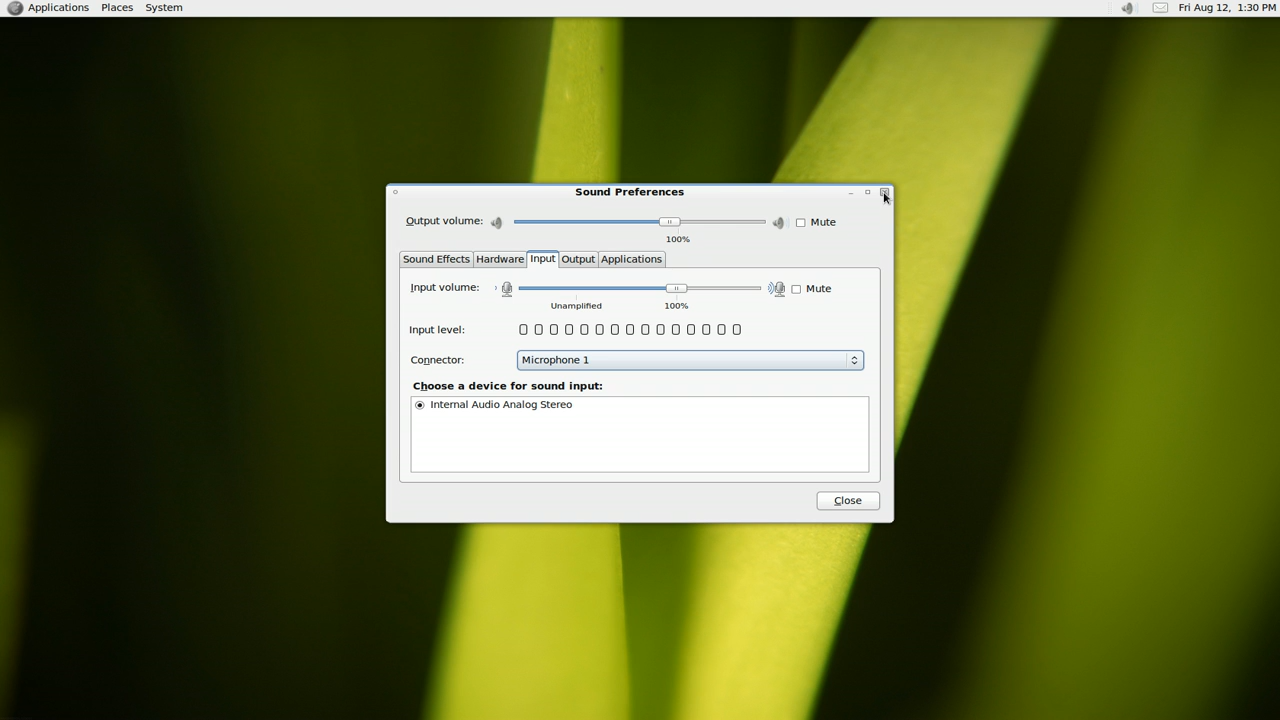 Applications Places System Fri Aug 12, 1:30 PM
Sound Preferences
Output volume: Mute
100%
Sound Effects Hardware Input Output Applications
Input volume: Mute
Unamplified 100%
Input level:
Connector: Microphone 1
Choose a device for sound input:
Internal Audio Analog Stereo
Close